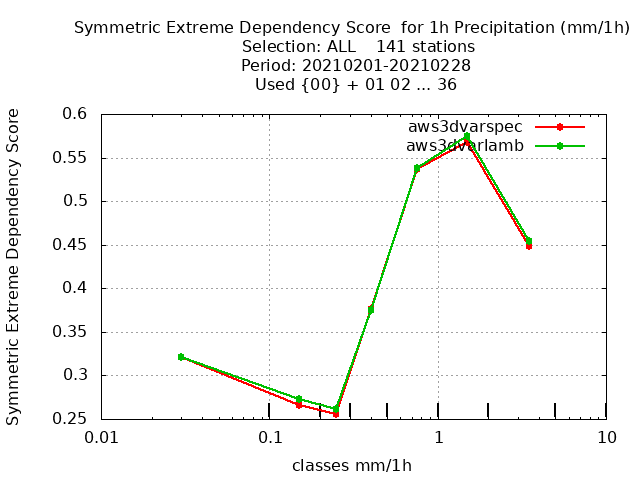 Symmetric Extreme Dependency Score  for 1h Precipitation (mm/1h)
Selection: ALL    141 stations
Period: 20210201-20210228
Used {00} + 01 02 ... 36
Symmetric Extreme Dependency Score
0.6
0.55
0.5
0.45
0.4
0.35
0.3
0.25
aws3dvarspec
aws3dvarlamb
0.01 0.1 1 10
classes mm/1h